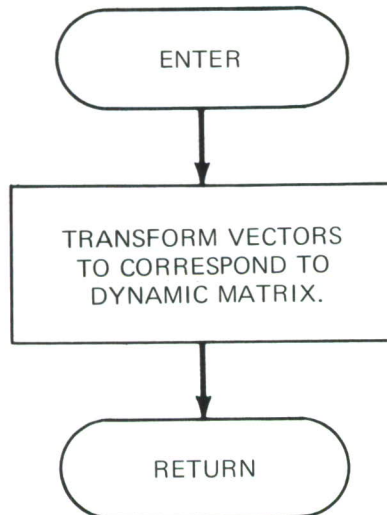 ENTER
TRANSFORM VECTORS
TO CORRESPOND TO
DYNAMIC MATRIX.
RETURN